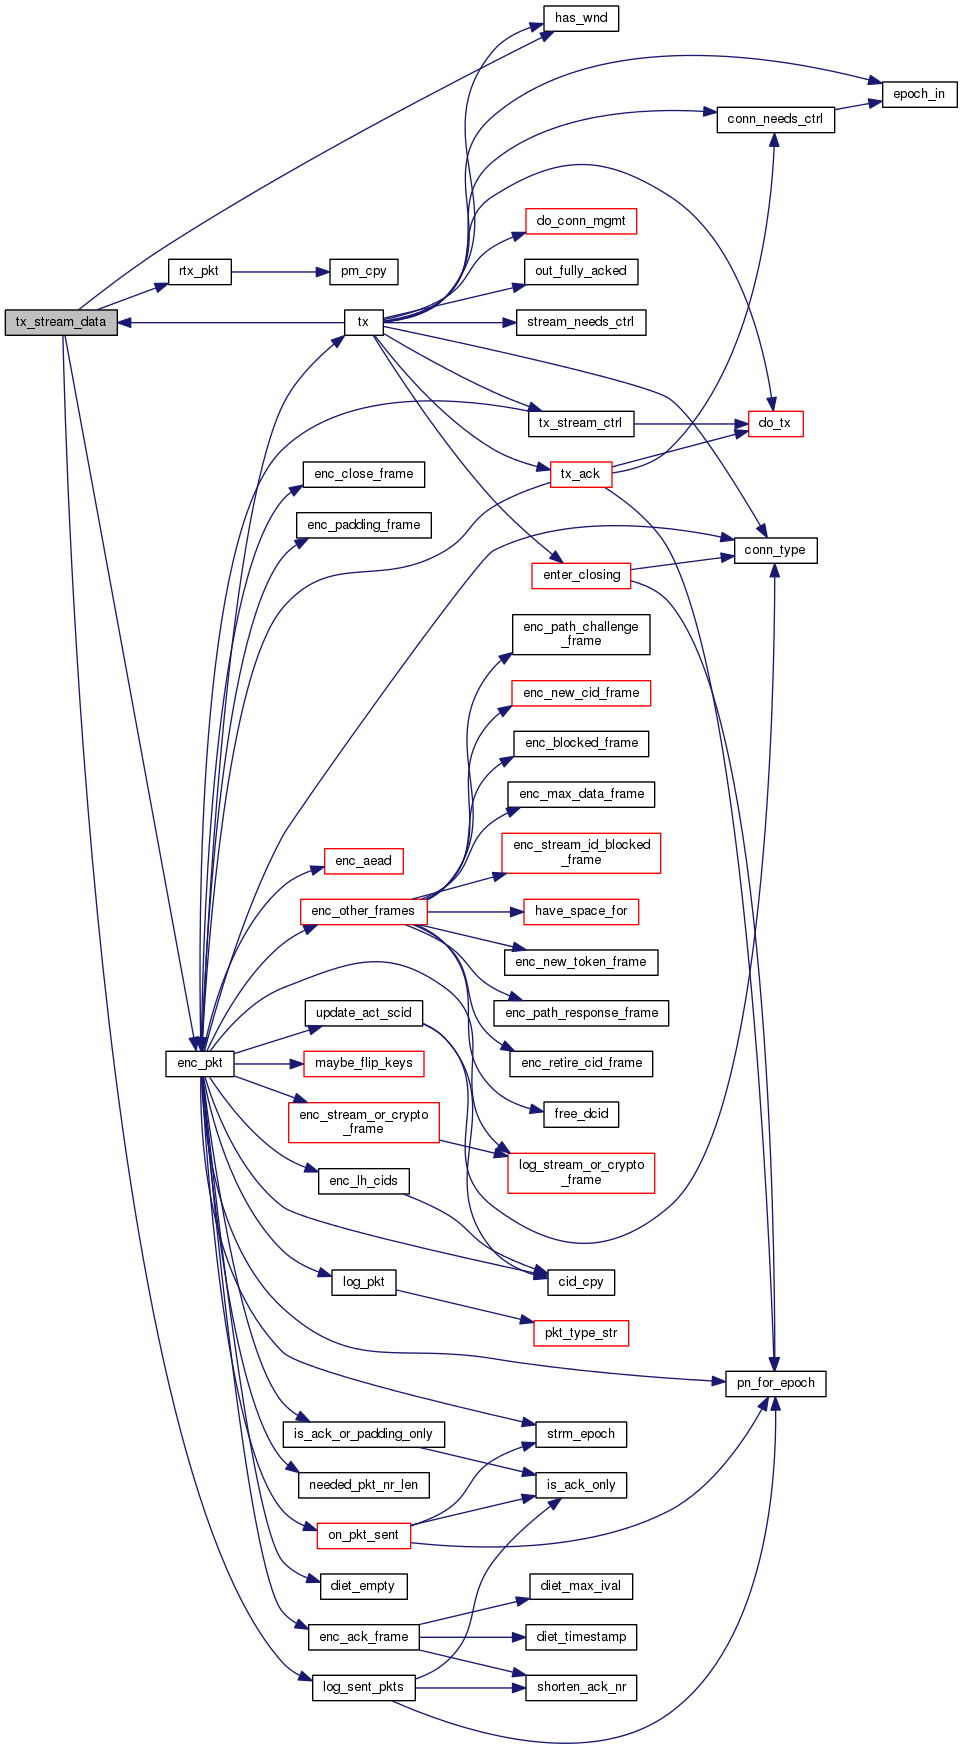 has_wnd
epoch_in
conn_needs_ctrl
do_conn_mgmt
rtx_pkt
pm_cpy
out_fully_acked
tx_stream_data
tx
stream_needs_ctrl
tx_stream_ctrl
do_tx
enc_close_frame
tx_ack
enc_padding_frame
conn_type
enter_closing
enc_path_challenge
_frame
enc_new_cid_frame
enc_blocked_frame
enc_max_data_frame
enc_stream_id_blocked
_frame
enc_aead
enc_other_frames
have_space_for
enc_new_token_frame
update_act_scid
enc_path_response_frame
enc_pkt
maybe_flip_keys
enc_retire_cid_frame
enc_stream_or_crypto
_frame
free_dcid
log_stream_or_crypto
_frame
enc_lh_cids
log_pkt
cid_cpy
pkt_type_str
pn_for_epoch
is_ack_or_padding_only
strm_epoch
needed_pkt_nr_len
is_ack_only
on_pkt_sent
diet_empty
diet_max_ival
enc_ack_frame
diet_timestamp
log_sent_pkts
shorten_ack_nr